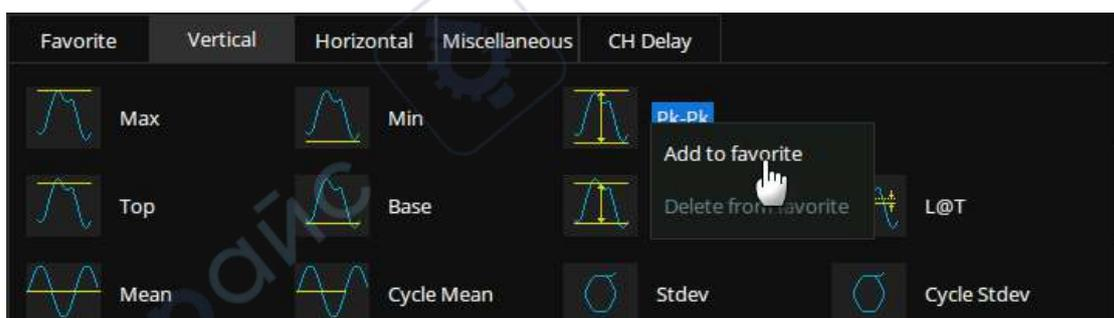 Favorite Vertical Horizontal Miscellaneous CH Delay
Max Min Pk-Pk
Add to favorite
Top Base Delete from favorite L@T
Mean Cycle Mean Stdev Cycle Stdev